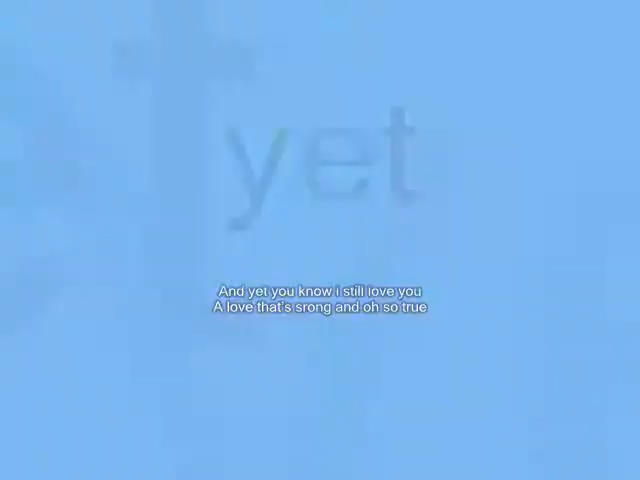 yet
And yet you know i still love you
A love that's srong and oh so true